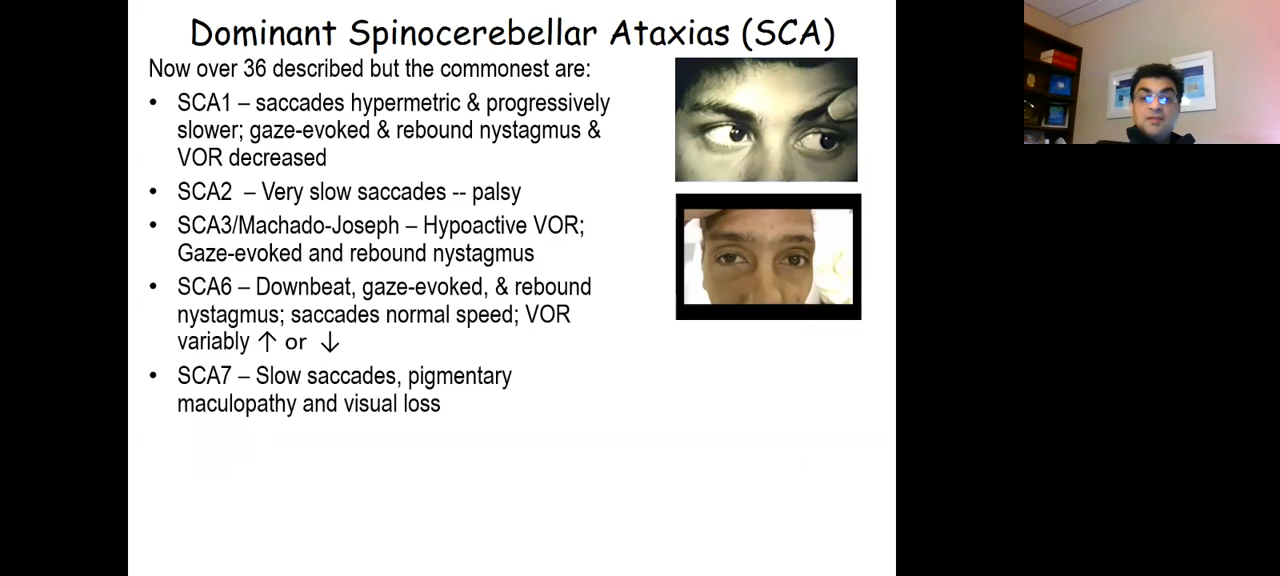 Dominant Spinocerebellar Ataxias (SCA)
Now over 36 described but the commonest are:
• SCA1 – saccades hypermetric & progressively
slower; gaze-evoked & rebound nystagmus &
VOR decreased
• SCA2 – Very slow saccades -- palsy
• SCA3/Machado-Joseph – Hypoactive VOR;
Gaze-evoked and rebound nystagmus
• SCA6 – Downbeat, gaze-evoked, & rebound
nystagmus; saccades normal speed; VOR
variably ↑ or ↓
• SCA7 – Slow saccades, pigmentary
maculopathy and visual loss